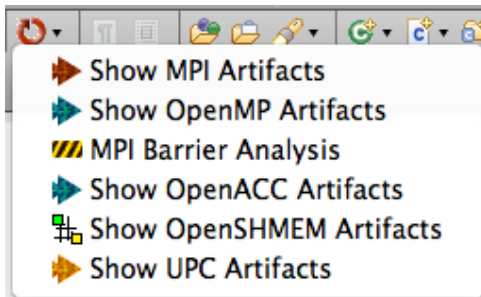 Show MPI Artifacts
Show OpenMP Artifacts
MPI Barrier Analysis
Show OpenACC Artifacts
Show OpenSHMEM Artifacts
Show UPC Artifacts